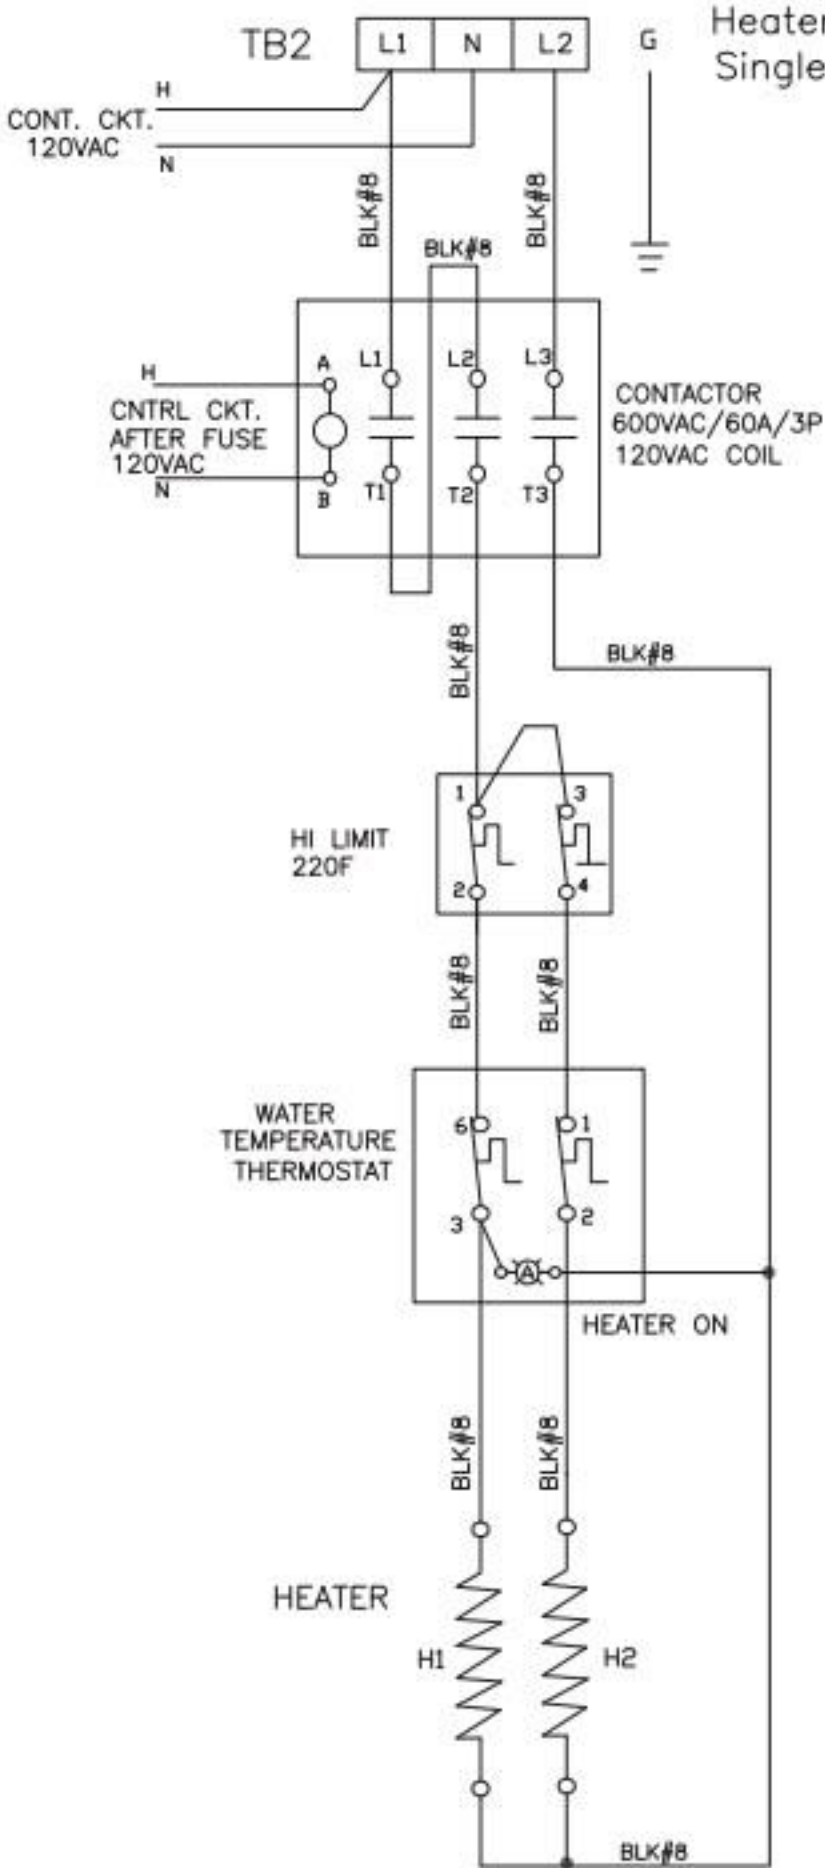 TB2
L1 N L2
G
Heater
Single
H
CONT. CKT.
120VAC
N
BLK#8
BLK#8
BLK#8
H
A
L1
L2
L3
CNTRL CKT.
AFTER FUSE
120VAC
N
B
T1
T2
T3
CONTACTOR
600VAC/60A/3P
120VAC COIL
BLK#8
BLK#8
1
3
HI LIMIT
220F
2
4
BLK#8
BLK#8
WATER
TEMPERATURE
THERMOSTAT
6
1
3
2
A
HEATER ON
BLK#8
BLK#8
HEATER
H1
H2
BLK#8